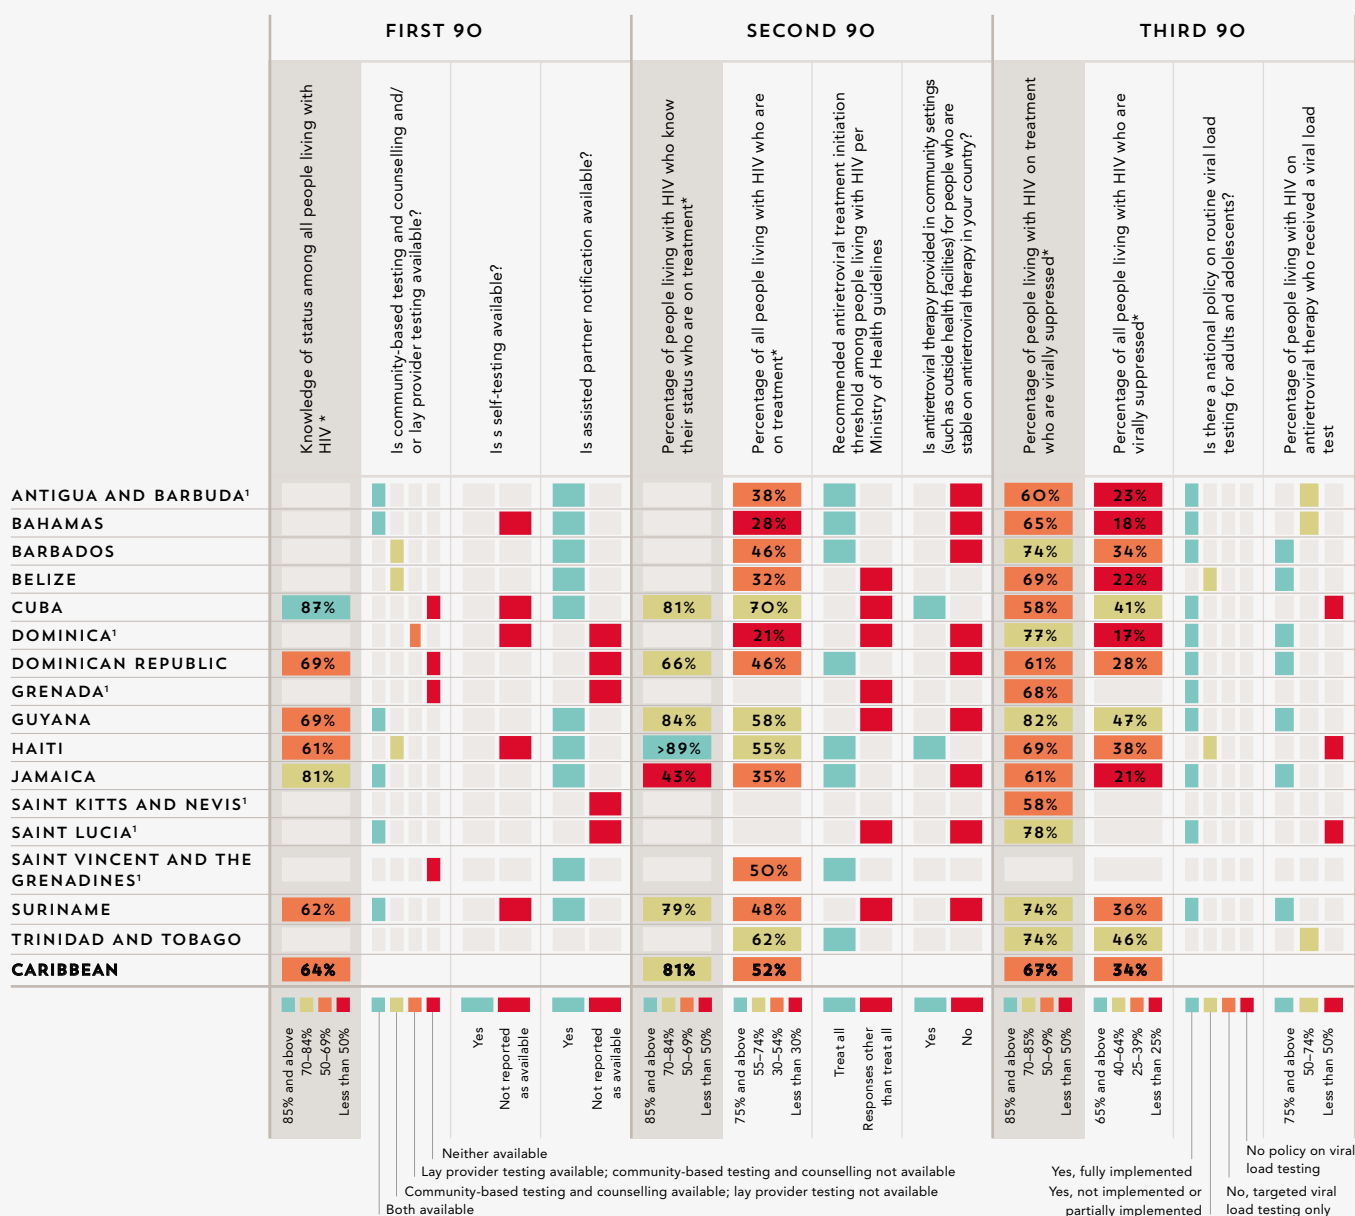 FIRST 90
SECOND 90
THIRD 90
Knowledge of status among all people living with
HIV *
Is community-based testing and counselling and/
or lay provider testing available?
Is s self-testing available?
Is assisted partner notification available?
Percentage of people living with HIV who know
their status who are on treatment*
Percentage of all people living with HIV who are
on treatment*
Recommended antiretroviral treatment initiation
threshold among people living with HIV per
Ministry of Health guidelines
Is antiretroviral therapy provided in community settings
(such as outside health facilities) for people who are
stable on antiretroviral therapy in your country?
Percentage of people living with HIV on treatment
who are virally suppressed*
Percentage of all people living with HIV who are
virally suppressed*
Is there a national policy on routine viral load
testing for adults and adolescents?
Percentage of people living with HIV on
antiretroviral therapy who received a viral load
test
ANTIGUA AND BARBUDA¹ 38% 60% 23%
BAHAMAS 28% 65% 18%
BARBADOS 46% 74% 34%
BELIZE 32% 69% 22%
CUBA 87% 81% 70% 58% 41%
DOMINICA¹ 21% 77% 17%
DOMINICAN REPUBLIC 69% 66% 46% 61% 28%
GRENADA¹ 68%
GUYANA 69% 84% 58% 82% 47%
HAITI 61% >89% 55% 69% 38%
JAMAICA 81% 43% 35% 61% 21%
SAINT KITTS AND NEVIS¹ 58%
SAINT LUCIA¹ 78%
SAINT VINCENT AND THE
GRENADINES¹ 50%
SURINAME 62% 79% 48% 74% 36%
TRINIDAD AND TOBAGO 62% 74% 46%
CARIBBEAN 64% 81% 52% 67% 34%
85% and above
70–84%
50–69%
Less than 50%
Yes
Not reported
as available
Yes
Not reported
as available
85% and above
70–84%
50–69%
Less than 50%
75% and above
55–74%
30–54%
Less than 30%
Treat all
Responses other
than treat all
Yes
No
85% and above
70–85%
50–69%
Less than 50%
65% and above
40–64%
25–39%
Less than 25%
75% and above
50–74%
Less than 50%
Neither available
Lay provider testing available; community-based testing and counselling not available
Community-based testing and counselling available; lay provider testing not available
Both available
Yes, fully implemented
Yes, not implemented or
partially implemented
No policy on viral
load testing
No, targeted viral
load testing only